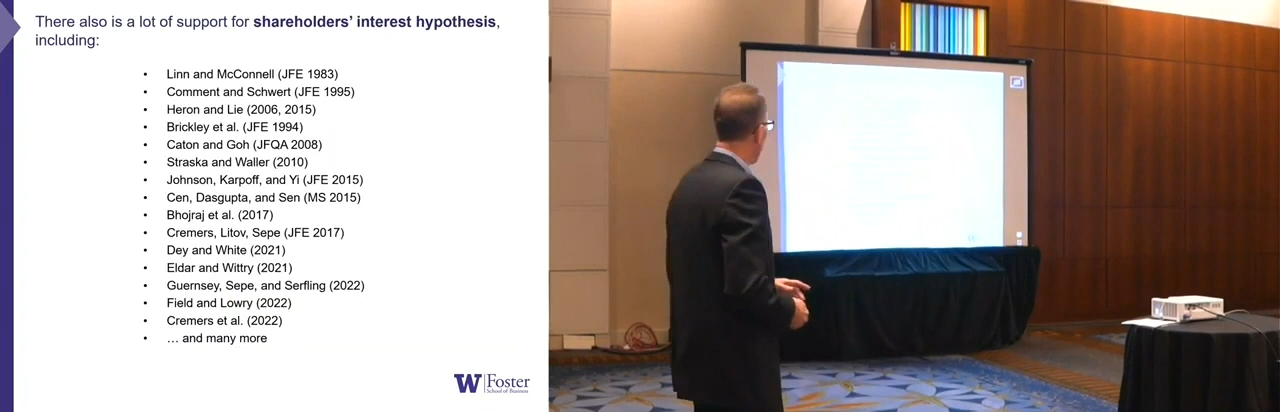 There also is a lot of support for shareholders' interest hypothesis,
including:
• Linn and McConnell (JFE 1983)
• Comment and Schwert (JFE 1995)
• Heron and Lie (2006, 2015)
• Brickley et al. (JFE 1994)
• Caton and Goh (JFQA 2008)
• Straska and Waller (2010)
• Johnson, Karpoff, and Yi (JFE 2015)
• Cen, Dasgupta, and Sen (MS 2015)
• Bhojraj et al. (2017)
• Cremers, Litov, Sepe (JFE 2017)
• Dey and White (2021)
• Eldar and Wittry (2021)
• Guernsey, Sepe, and Serfling (2022)
• Field and Lowry (2022)
• Cremers et al. (2022)
• … and many more
W Foster
School of Business